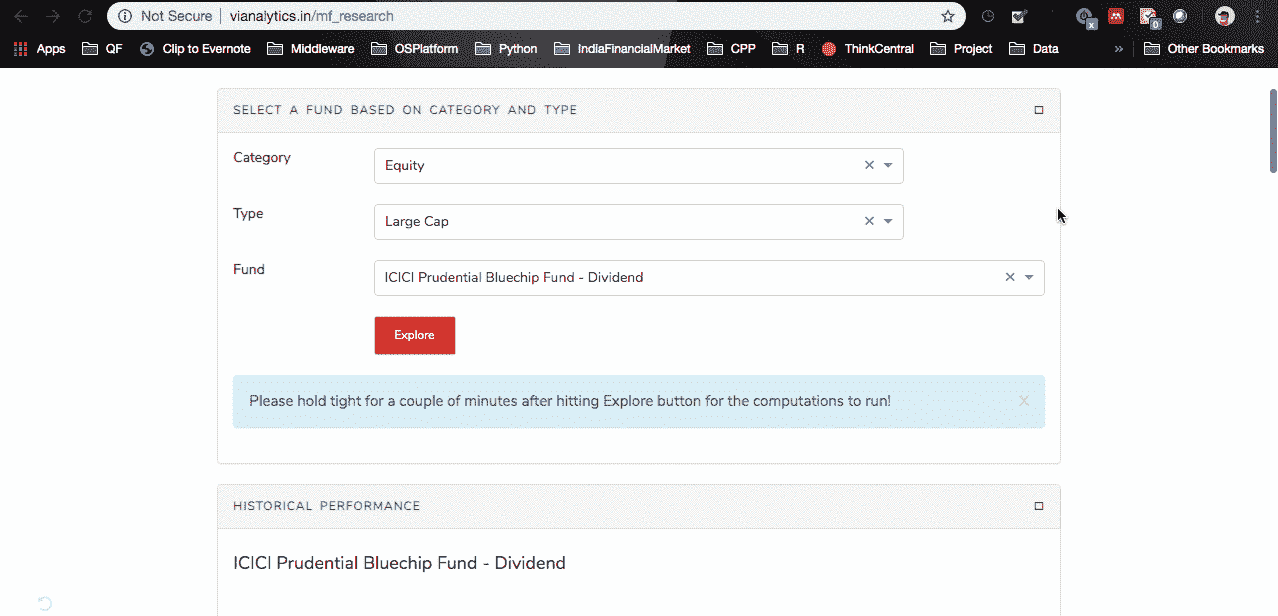 Not Secure | vianalytics.in/mf_research
Apps QF Clip to Evernote Middleware OSPlatform Python IndiaFinancialMarket CPP R ThinkCentral Project Data » Other Bookmarks
SELECT A FUND BASED ON CATEGORY AND TYPE
Category Equity
Type Large Cap
Fund ICICI Prudential Bluechip Fund - Dividend
Explore
Please hold tight for a couple of minutes after hitting Explore button for the computations to run!
HISTORICAL PERFORMANCE
ICICI Prudential Bluechip Fund - Dividend